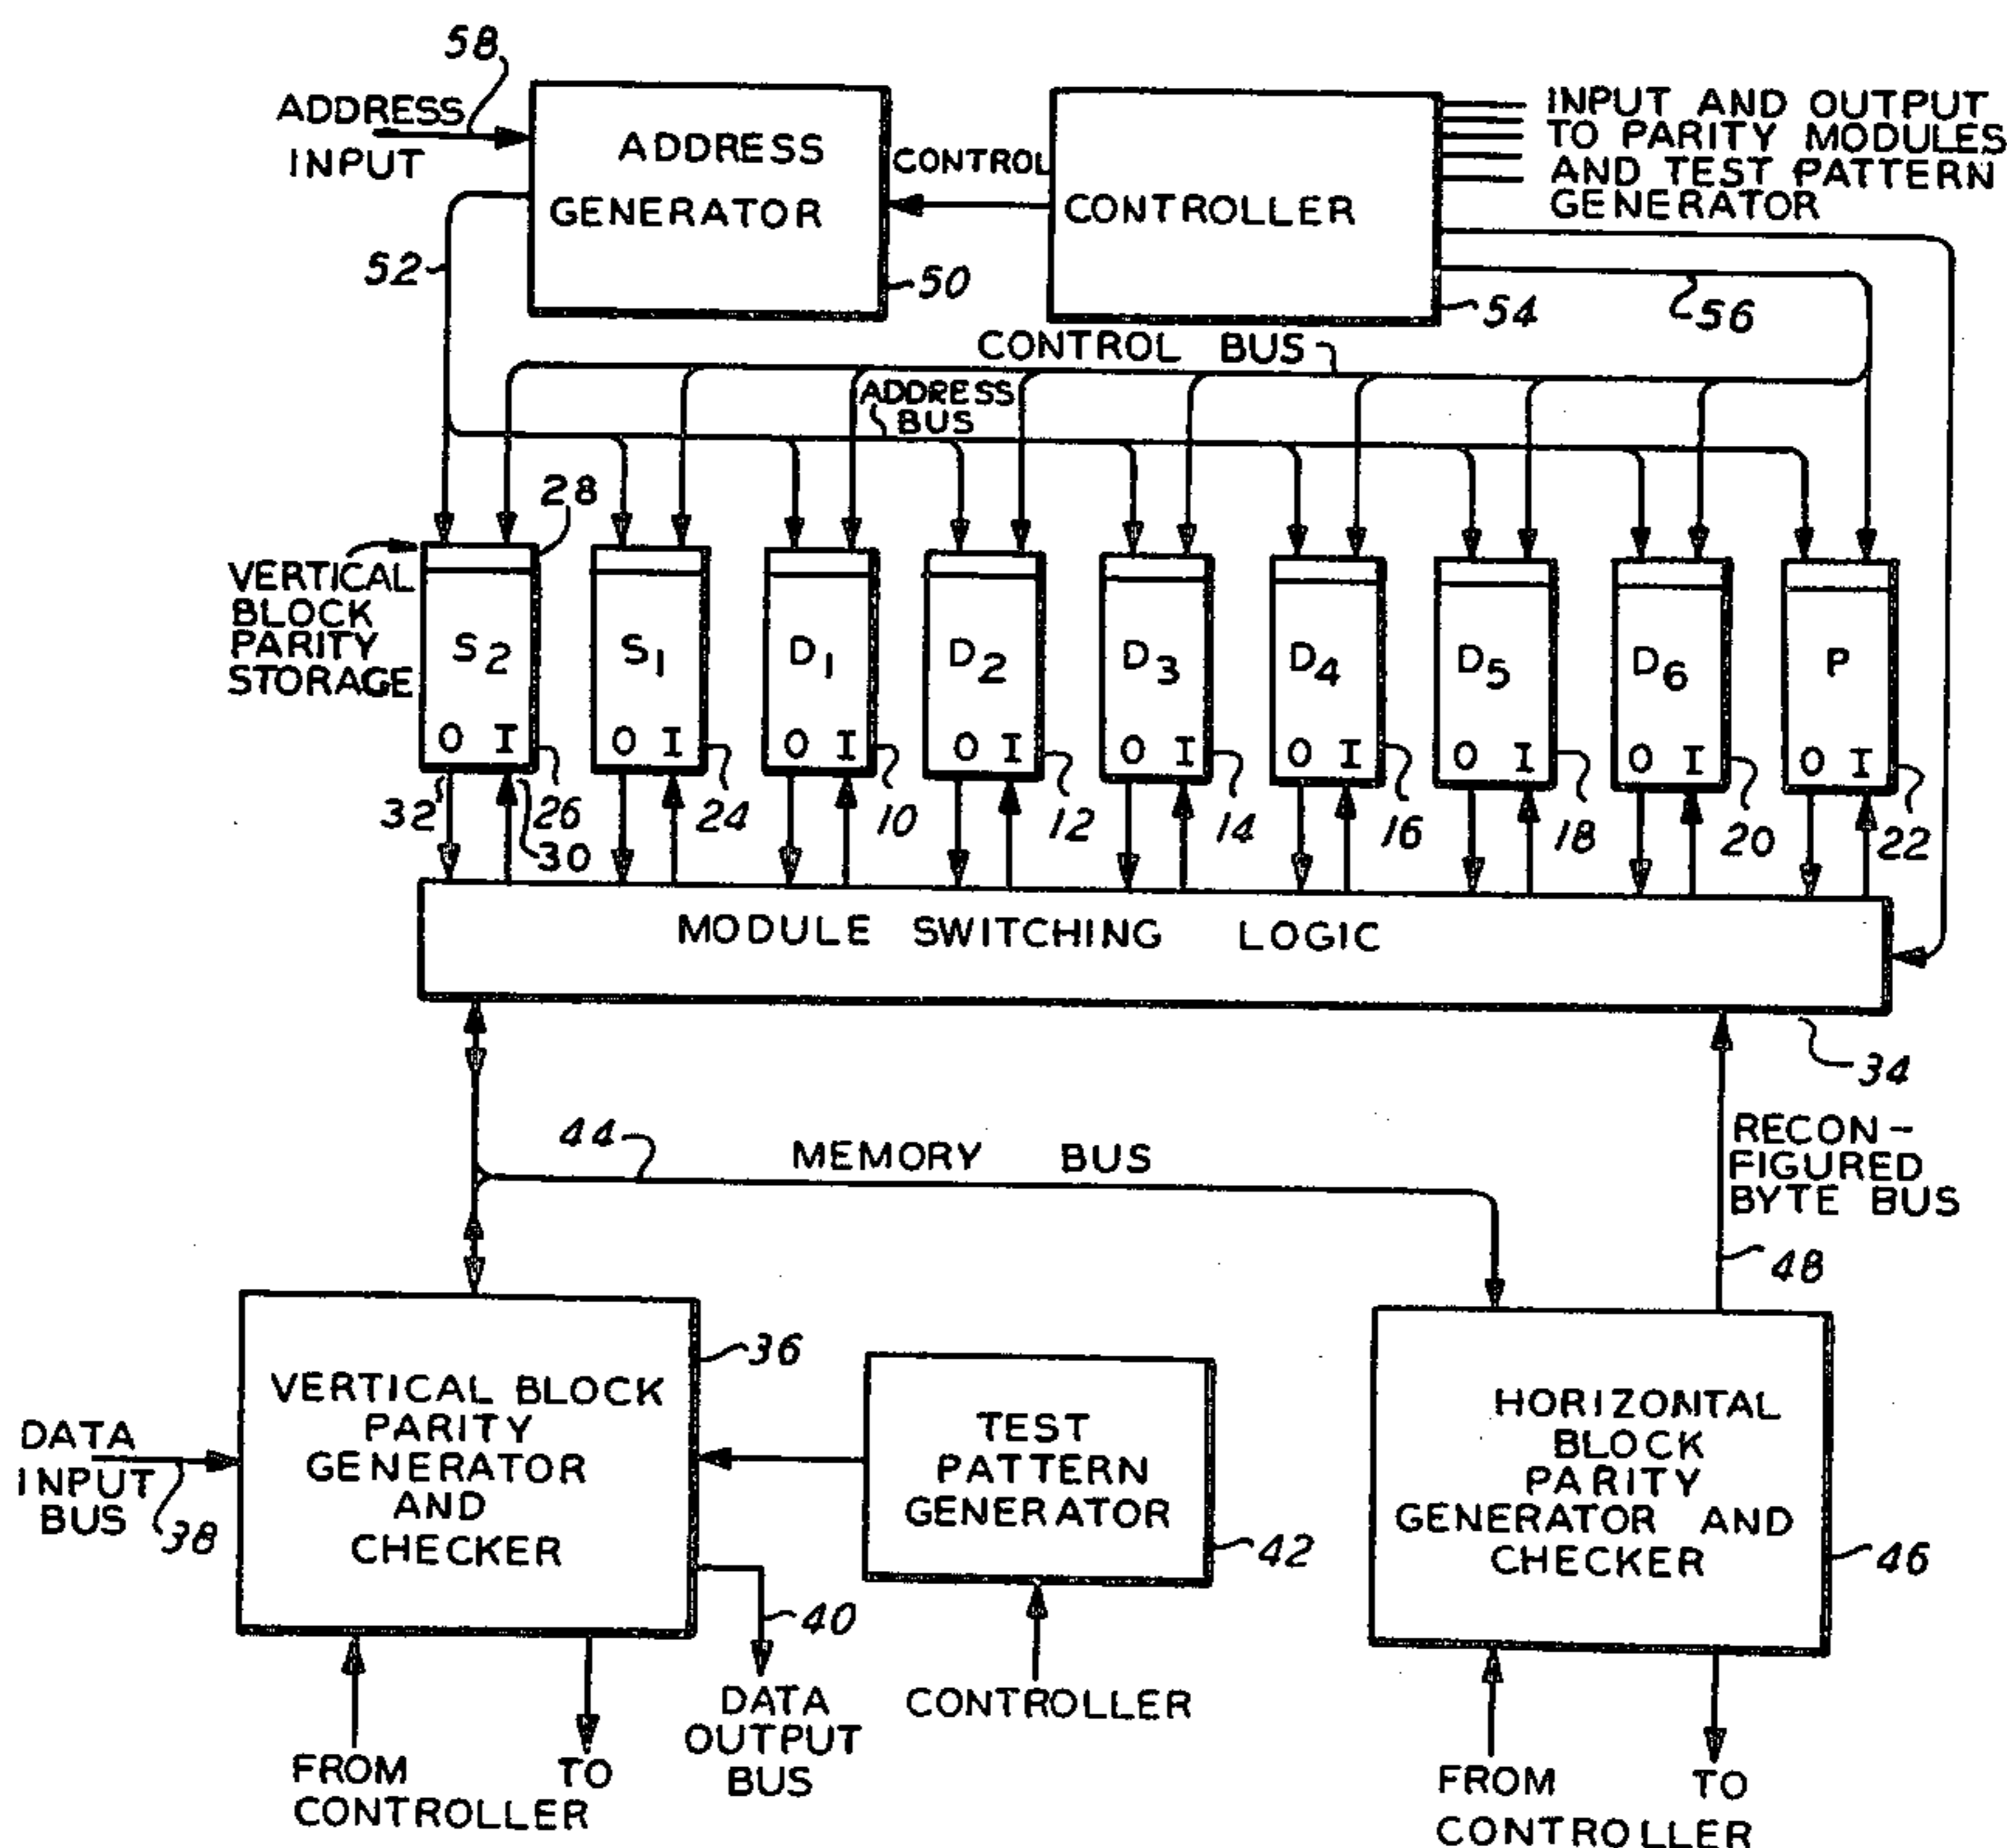 58
ADDRESS
INPUT
ADDRESS
GENERATOR
CONTROL
CONTROLLER
INPUT AND OUTPUT
TO PARITY MODULES
AND TEST PATTERN
GENERATOR
52
50
54
56
CONTROL BUS
ADDRESS
BUS
28
VERTICAL
BLOCK
PARITY
STORAGE
S2
S1
D1
D2
D3
D4
D5
D6
P
O I
O I
O I
O I
O I
O I
O I
O I
O I
32
26
30
24
10
12
14
16
18
20
22
MODULE SWITCHING LOGIC
34
44
MEMORY BUS
RECON-
FIGURED
BYTE BUS
48
36
VERTICAL BLOCK
PARITY
GENERATOR
AND
CHECKER
DATA
INPUT
BUS
38
TEST
PATTERN
GENERATOR
42
HORIZONTAL
BLOCK
PARITY
GENERATOR AND
CHECKER
46
40
DATA
OUTPUT
BUS
CONTROLLER
FROM
CONTROLLER
TO
FROM
CONTROLLER
TO